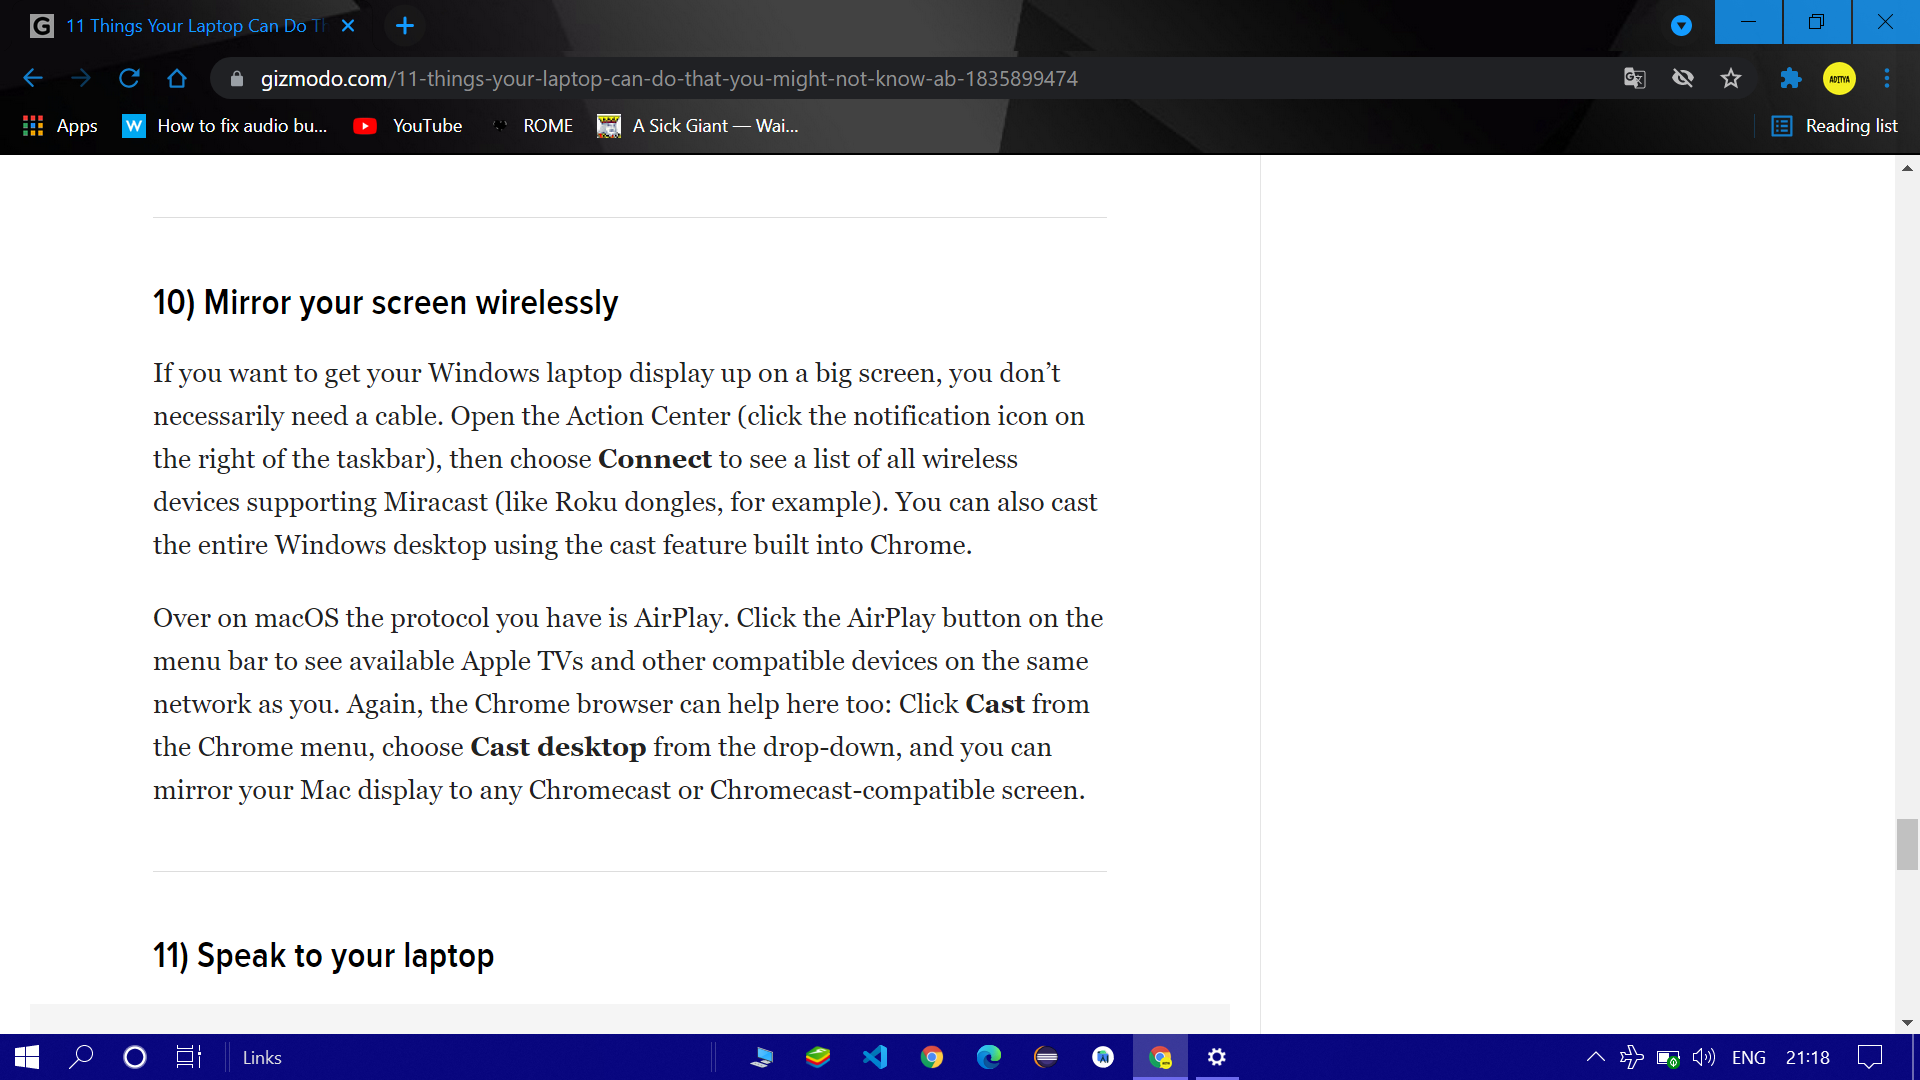 G 11 Things Your Laptop Can Do Th
gizmodo.com/11-things-your-laptop-can-do-that-you-might-not-know-ab-1835899474
ADITYA
Apps W How to fix audio bu... YouTube ROME A Sick Giant — Wai... Reading list
10) Mirror your screen wirelessly
If you want to get your Windows laptop display up on a big screen, you don’t
necessarily need a cable. Open the Action Center (click the notification icon on
the right of the taskbar), then choose Connect to see a list of all wireless
devices supporting Miracast (like Roku dongles, for example). You can also cast
the entire Windows desktop using the cast feature built into Chrome.
Over on macOS the protocol you have is AirPlay. Click the AirPlay button on the
menu bar to see available Apple TVs and other compatible devices on the same
network as you. Again, the Chrome browser can help here too: Click Cast from
the Chrome menu, choose Cast desktop from the drop-down, and you can
mirror your Mac display to any Chromecast or Chromecast-compatible screen.
11) Speak to your laptop
Links ENG 21:18